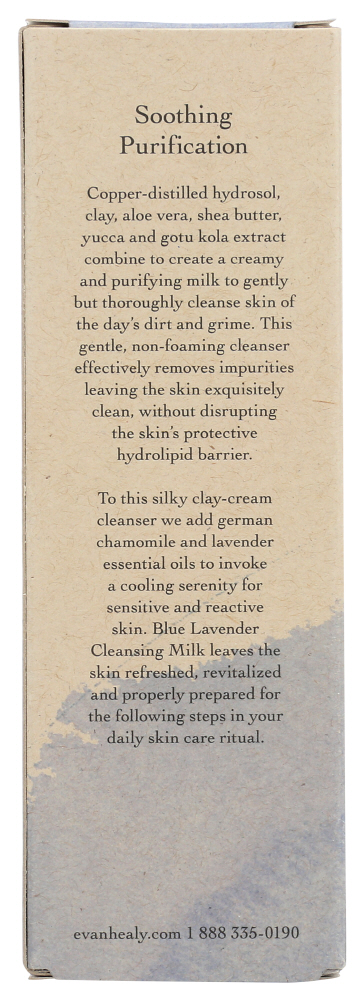 Soothing
Purification
Copper-distilled hydrosol,
clay, aloe vera, shea butter,
yucca and gotu kola extract
combine to create a creamy
and purifying milk to gently
but thoroughly cleanse skin of
the day's dirt and grime. This
gentle, non-foaming cleanser
effectively removes impurities
leaving the skin exquisitely
clean, without disrupting
the skin's protective
hydrolipid barrier.
To this silky clay-cream
cleanser we add german
chamomile and lavender
essential oils to invoke
a cooling serenity for
sensitive and reactive
skin. Blue Lavender
Cleansing Milk leaves the
skin refreshed, revitalized
and properly prepared for
the following steps in your
daily skin care ritual.
evanhealy.com 1 888 335-0190